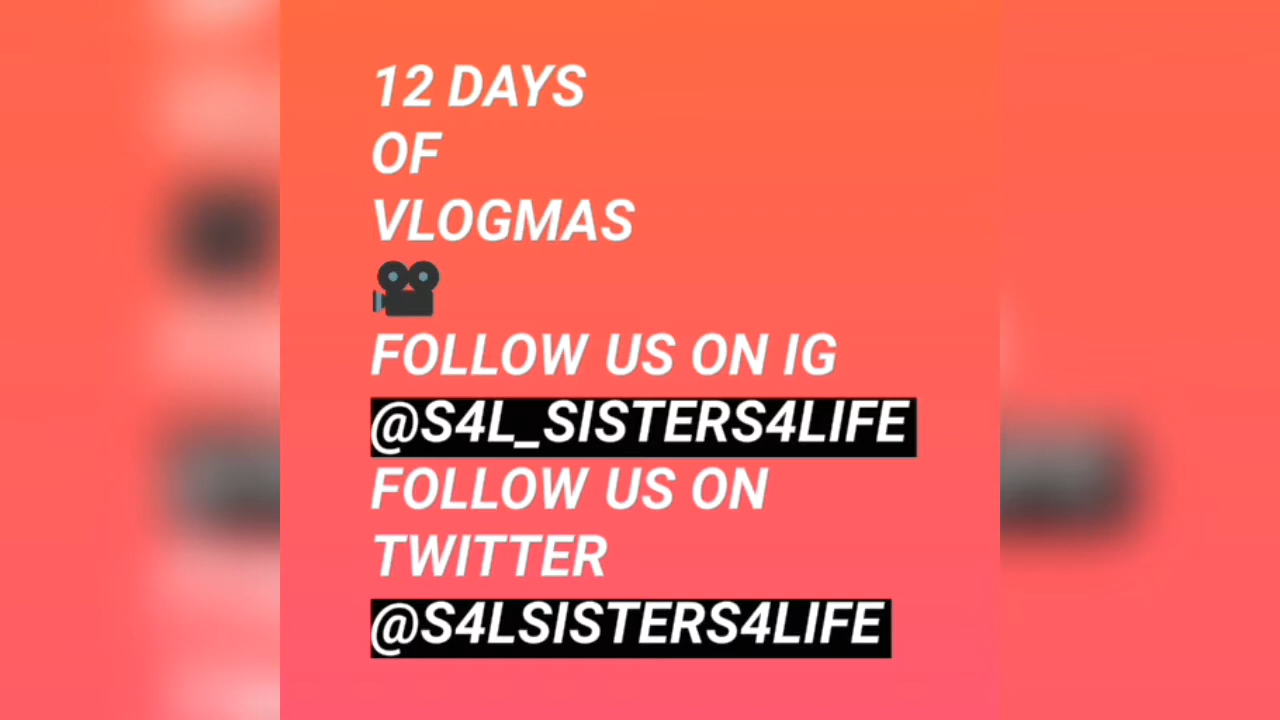 12 DAYS
OF
VLOGMAS
🎥
FOLLOW US ON IG
@S4L_SISTERS4LIFE
FOLLOW US ON
TWITTER
@S4LSISTERS4LIFE